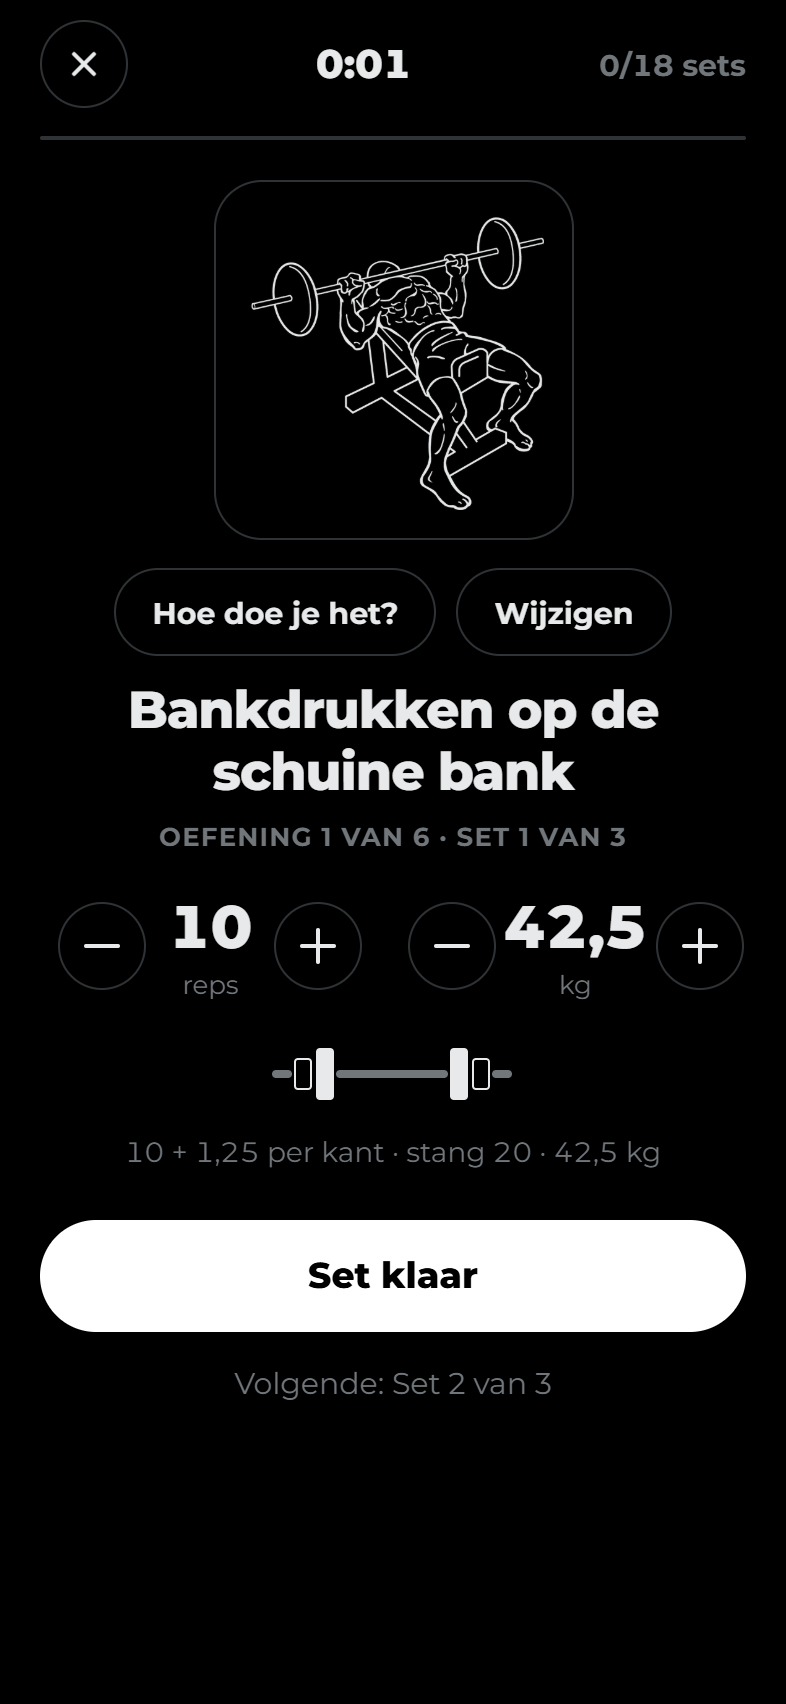 0:01
0/18 sets
Hoe doe je het?
Wijzigen
Bankdrukken op de
schuine bank
OEFENING 1 VAN 6 · SET 1 VAN 3
10
reps
42,5
kg
10 + 1,25 per kant · stang 20 · 42,5 kg
Set klaar
Volgende: Set 2 van 3